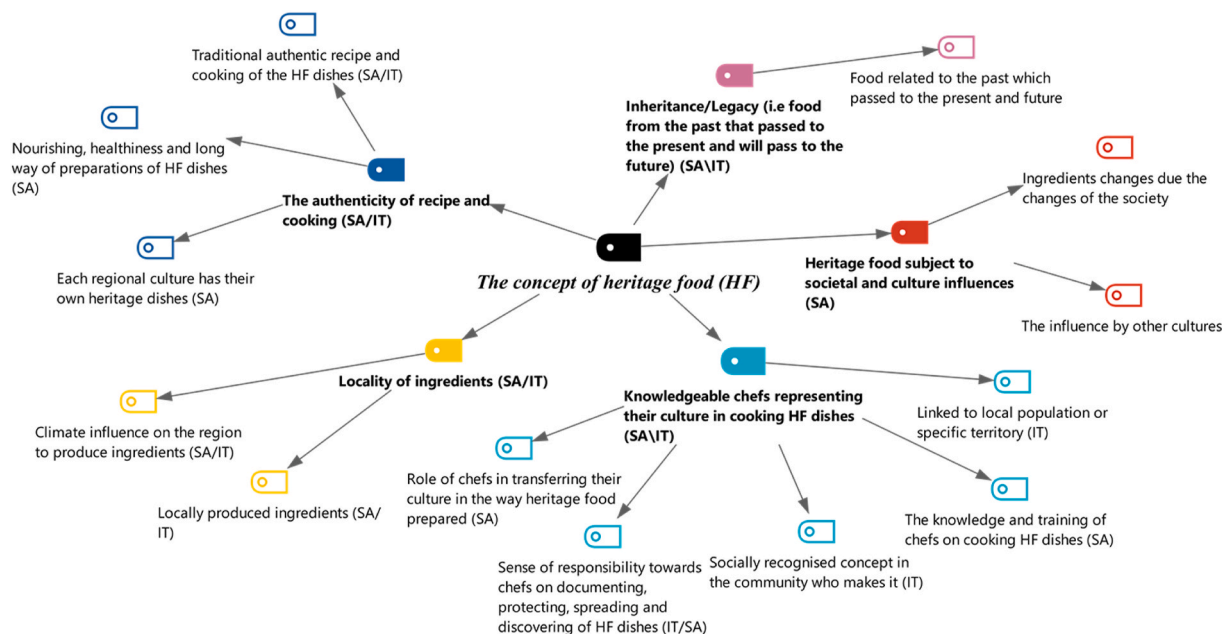 Traditional authentic recipe and
cooking of the HF dishes (SA/IT)
Nourishing, healthiness and long
way of preparations of HF dishes
(SA)
The authenticity of recipe and
cooking (SA/IT)
Each regional culture has their
own heritage dishes (SA)
Inheritance/Legacy (i.e food
from the past that passed to
the present and will pass to the
future) (SA\IT)
Food related to the past which
passed to the present and future
Ingredients changes due the
changes of the society
Heritage food subject to
societal and culture influences
(SA)
The influence by other cultures
The concept of heritage food (HF)
Locality of ingredients (SA/IT)
Climate influence on the region
to produce ingredients (SA/IT)
Locally produced ingredients (SA/
IT)
Knowledgeable chefs representing
their culture in cooking HF dishes
(SA\IT)
Linked to local population or
specific territory (IT)
Role of chefs in transferring their
culture in the way heritage food
prepared (SA)
The knowledge and training of
chefs on cooking HF dishes (SA)
Sense of responsibility towards
chefs on documenting,
protecting, spreading and
discovering of HF dishes (IT/SA)
Socially recognised concept in
the community who makes it (IT)